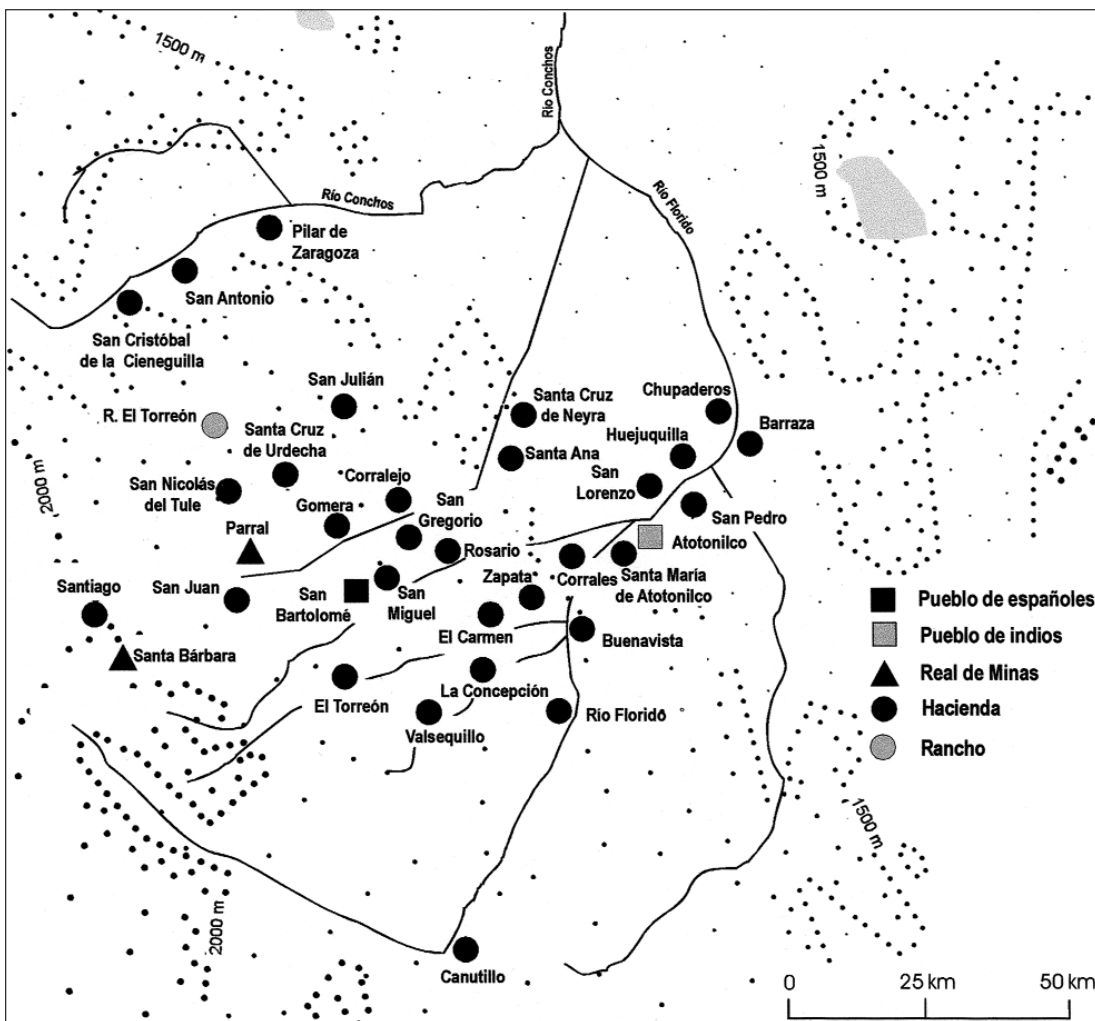 1500 m
Río Conchos
Río Conchos
Río Florido
1500 m
Pilar de
Zaragoza
San Antonio
San Cristóbal
de la Cieneguilla
San Julián
R. El Torreón
Santa Cruz
de Urdecha
Santa Cruz
de Neyra
Chupaderos
Barraza
Huejuquilla
Santa Ana
San
Lorenzo
2000 m
San Nicolás
del Tule
Corralejo
Gomera
San
Gregorio
San Pedro
Parral
Rosario
Atotonilco
Santiago
San Juan
San
Bartolomé
San
Miguel
Zapata
Corrales
Santa María
de Atotonilco
El Carmen
Buenavista
Santa Bárbara
El Torreón
La Concepción
Valsequillo
Río Florido
Pueblo de españoles
Pueblo de indios
Real de Minas
Hacienda
Rancho
1500 m
2000 m
Canutillo
0 25 km 50 km